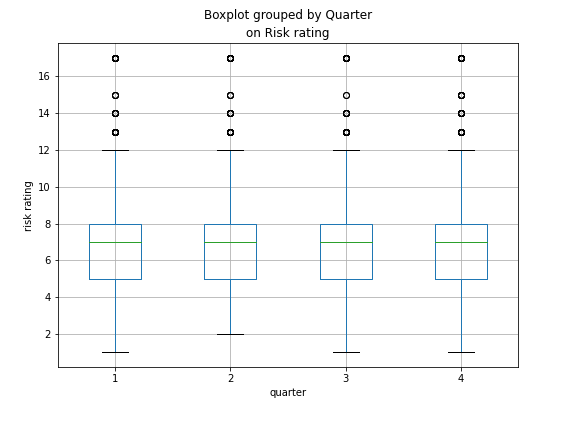 Boxplot grouped by Quarter
on Risk rating
16
14
12
10
8
6
4
2
risk rating
1 2 3 4
quarter